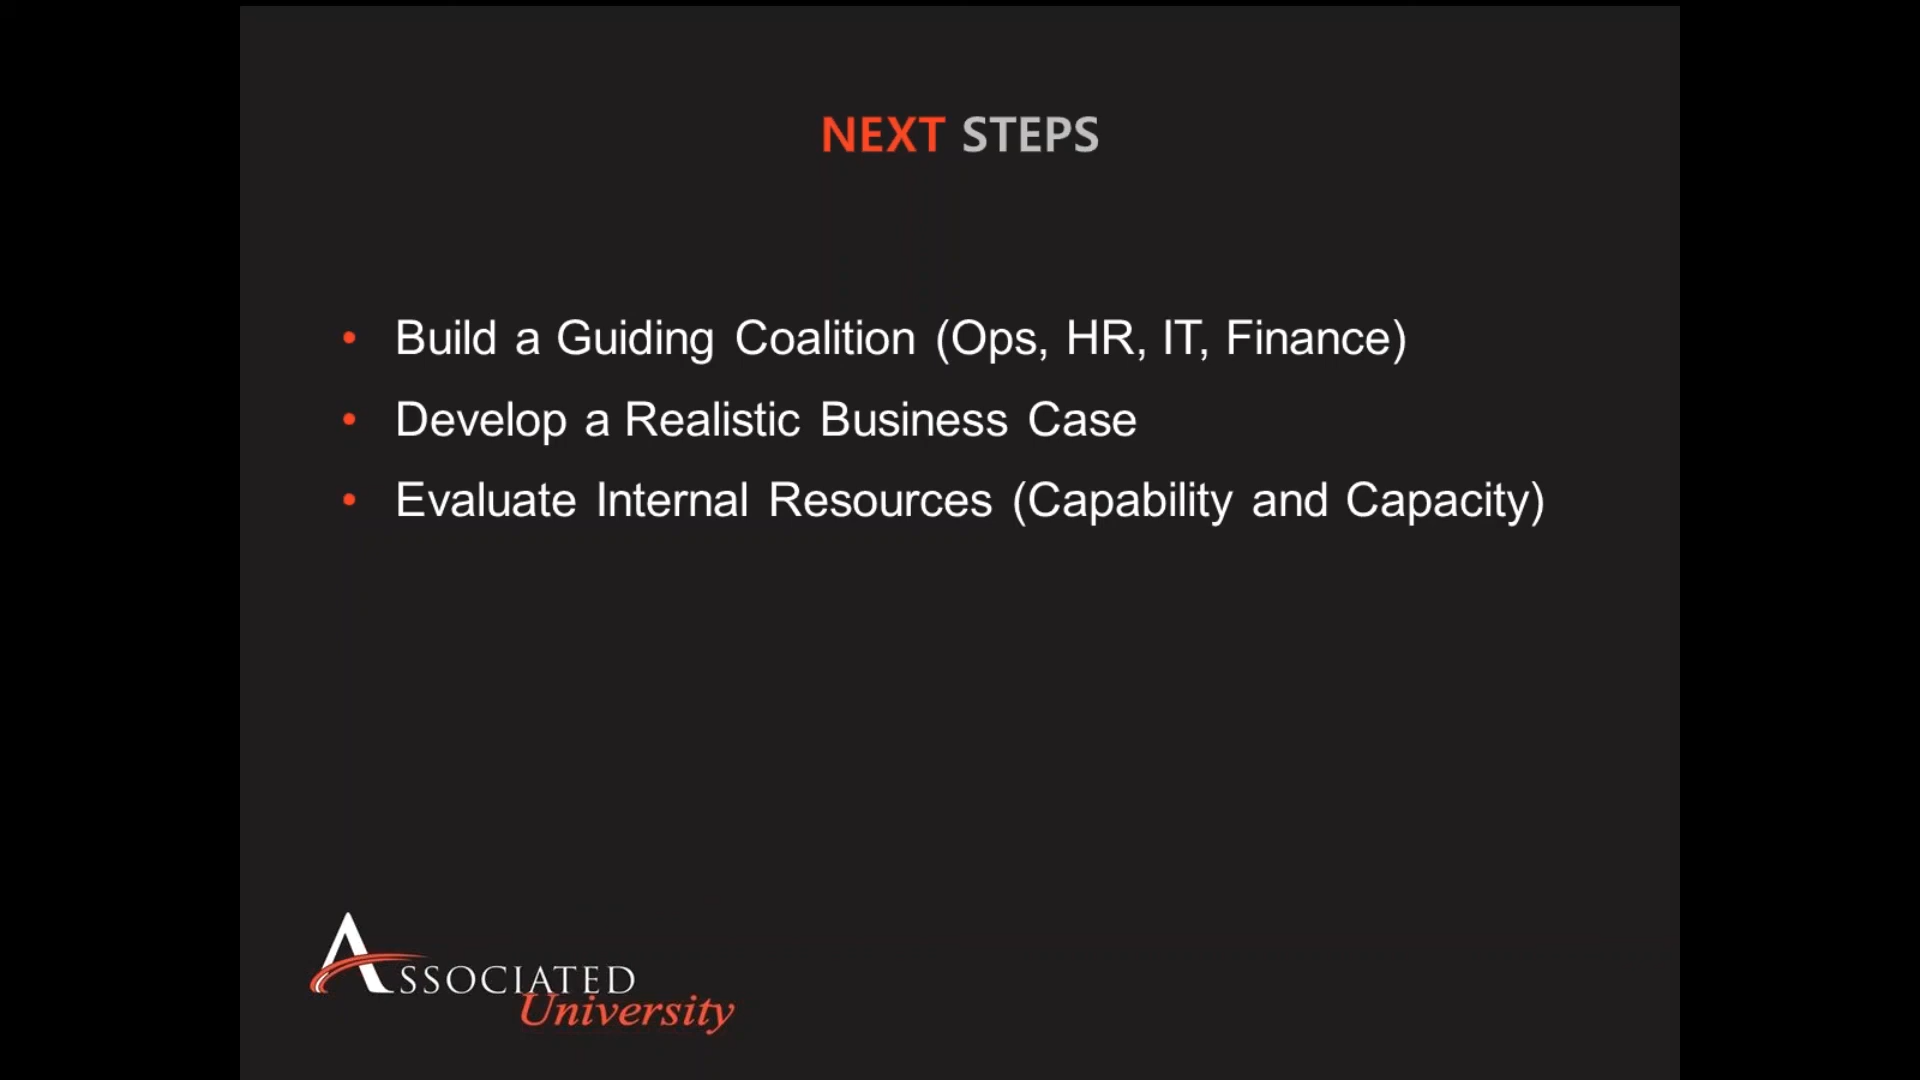 NEXT STEPS
• Build a Guiding Coalition (Ops, HR, IT, Finance)
• Develop a Realistic Business Case
• Evaluate Internal Resources (Capability and Capacity)
ASSOCIATED
University